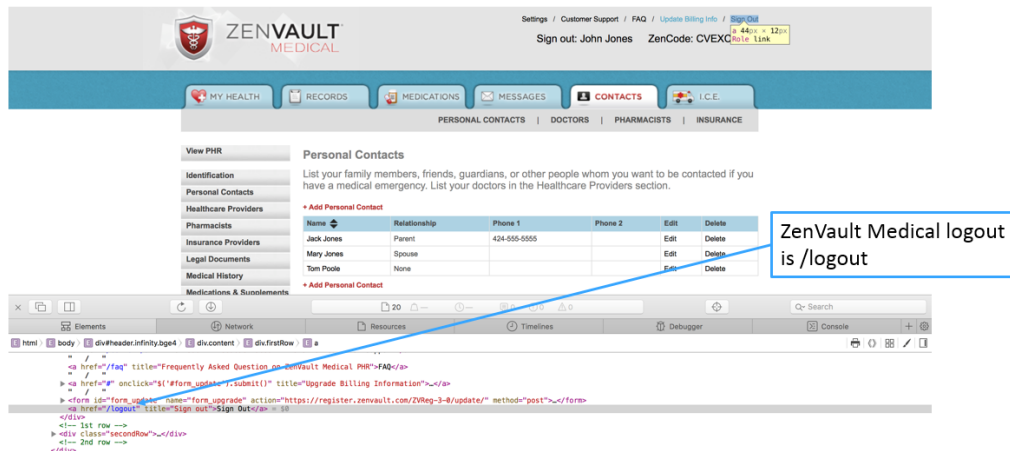 Settings / Customer Support / FAQ / Update Billing Info / Sign Out
ZENVAULT
MEDICAL
Sign out: John Jones ZenCode: CVEXC
a 44px × 12px
Role link
MY HEALTH RECORDS MEDICATIONS MESSAGES CONTACTS I.C.E.
PERSONAL CONTACTS | DOCTORS | PHARMACISTS | INSURANCE
View PHR
Identification
Personal Contacts
Healthcare Providers
Pharmacists
Insurance Providers
Legal Documents
Medical History
Medications & Supplements
Personal Contacts
List your family members, friends, guardians, or other people whom you want to be contacted if you
have a medical emergency. List your doctors in the Healthcare Providers section.
+ Add Personal Contact
Name Relationship Phone 1 Phone 2 Edit Delete
Jack Jones Parent 424-555-5555 Edit Delete
Mary Jones Spouse Edit Delete
Tom Poole None Edit Delete
+ Add Personal Contact
ZenVault Medical logout
is /logout
20 — — 0 0 0 Search
Elements Network Resources Timelines Debugger Console
html body div#header.infinity.bge4 div.content div.firstRow a
" / "
<a href="/faq" title="Frequently Asked Question on ZenVault Medical PHR">FAQ</a>
" / "
<a href="#" onclick="$('#form_update').submit()" title="Upgrade Billing Information">…</a>
" / "
<form id="form_update" name="form_upgrade" action="https://register.zenvault.com/ZVReg-3-0/update/" method="post">…</form>
<a href="/logout" title="Sign out">Sign Out</a> = $0
</div>
<!-- 1st row -->
<div class="secondRow">…</div>
<!-- 2nd row -->
</div>